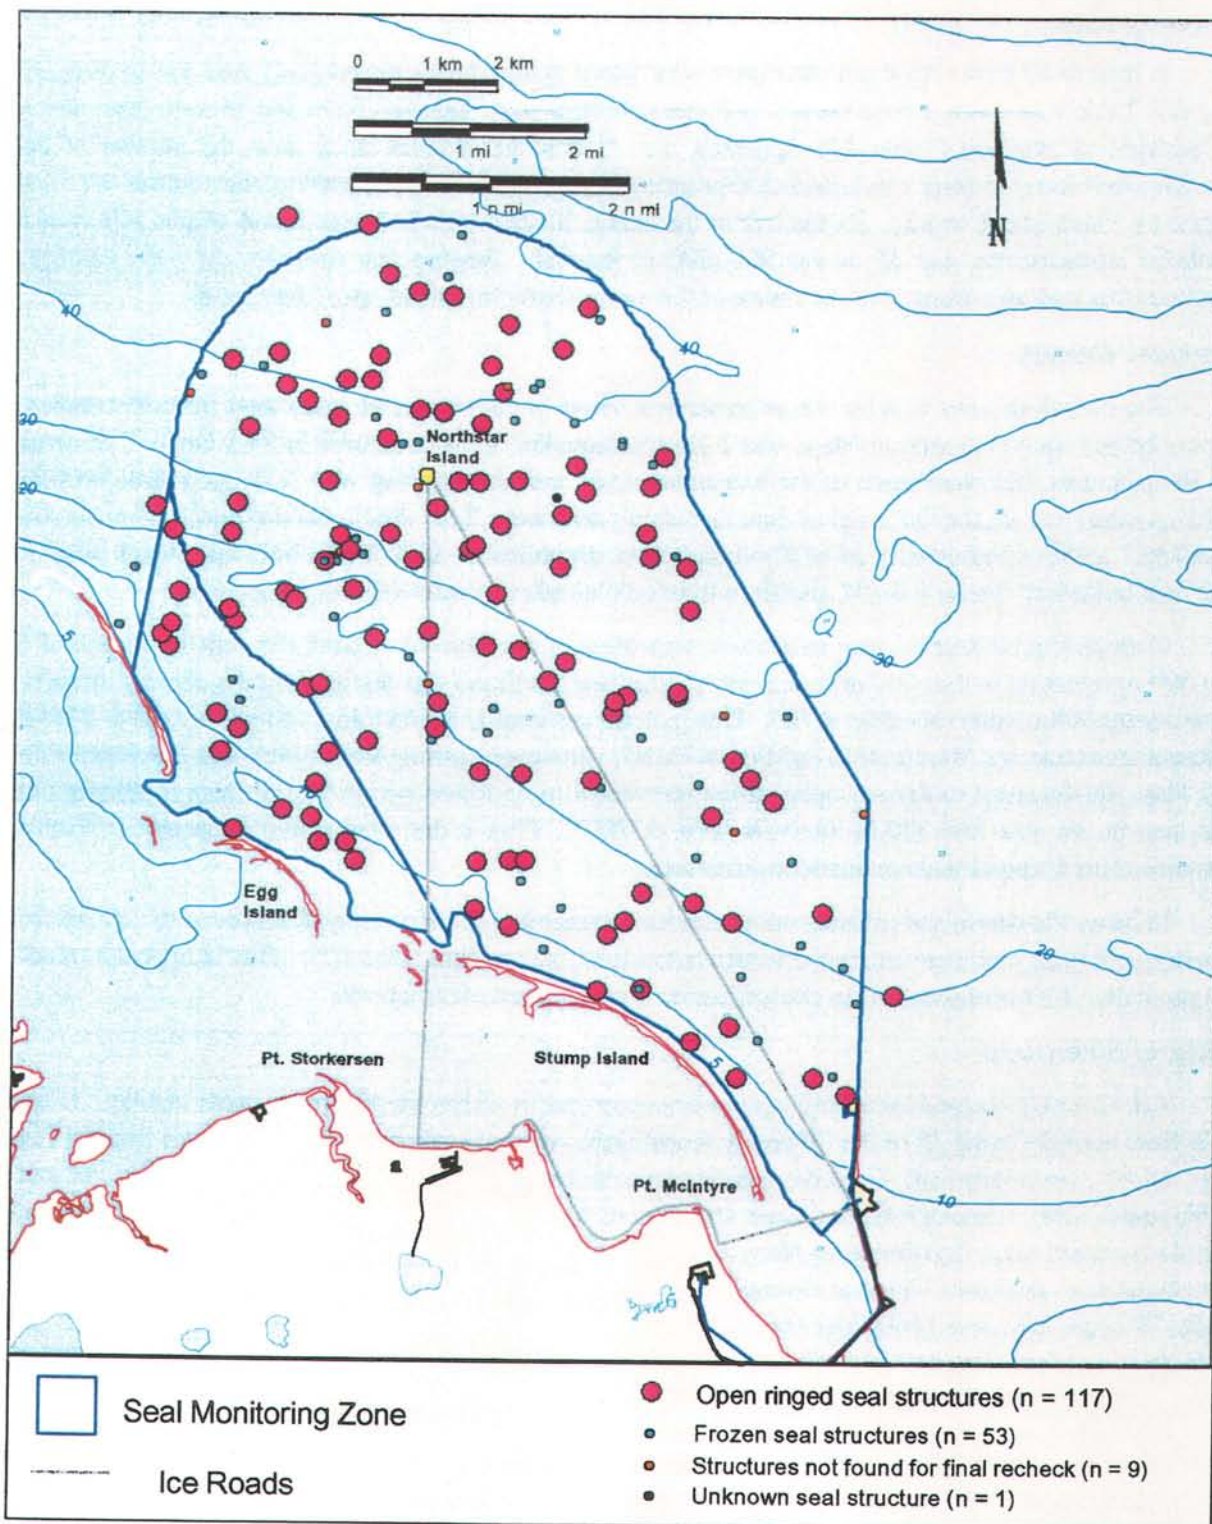 0 1 km 2 km
1 mi 2 mi
1 n mi 2 n mi
N
40
40
30
Northstar
Island
20
5
30
Egg
Island
20
Pt. Storkersen
Stump Island
5
Pt. McIntyre
10
Seal Monitoring Zone
Ice Roads
Open ringed seal structures (n = 117)
Frozen seal structures (n = 53)
Structures not found for final recheck (n = 9)
Unknown seal structure (n = 1)